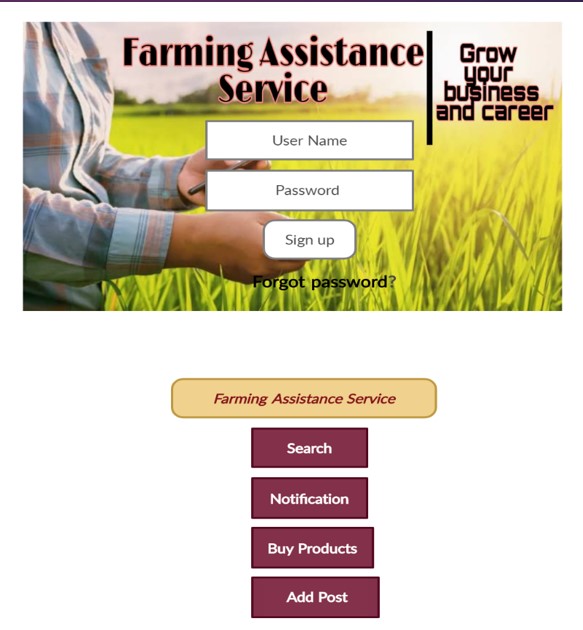 Farming Assistance
Service
Grow
your
business
and career
User Name
Password
Sign up
Forgot password?
Farming Assistance Service
Search
Notification
Buy Products
Add Post